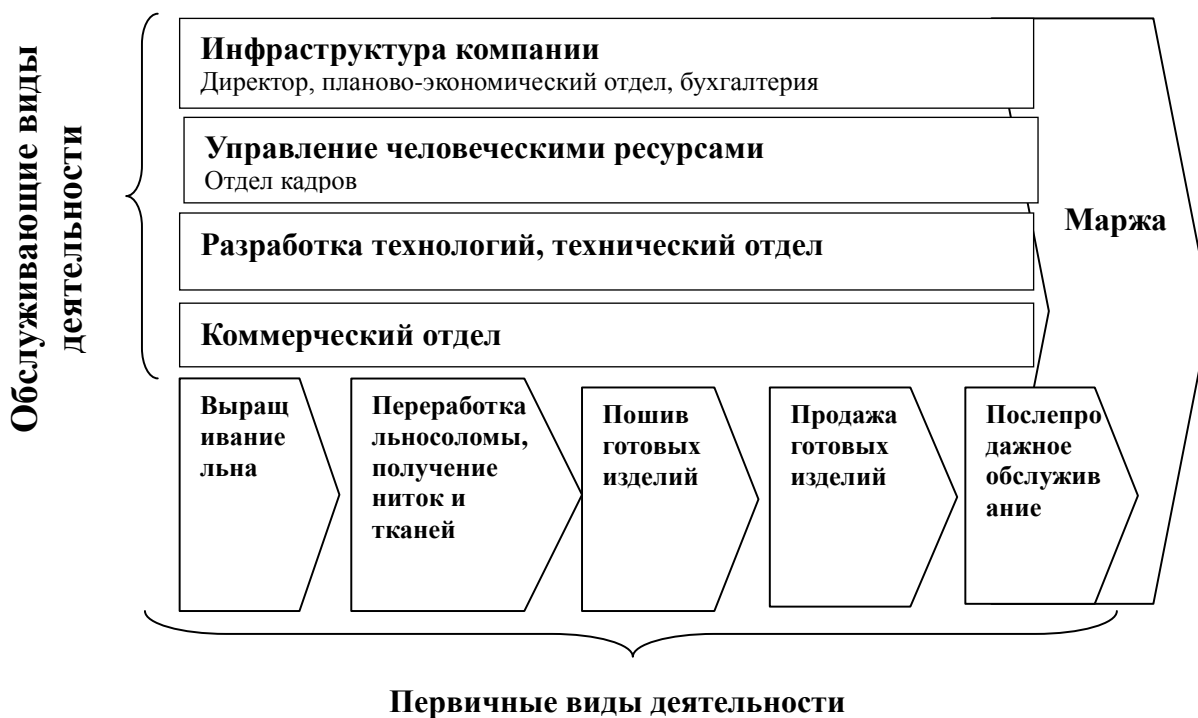 Обслуживающие виды
деятельности
Инфраструктура компании
Директор, планово-экономический отдел, бухгалтерия
Управление человеческими ресурсами
Отдел кадров
Разработка технологий, технический отдел
Коммерческий отдел
Маржа
Выращ
ивание
льна
Переработка
льносоломы,
получение
ниток и
тканей
Пошив
готовых
изделий
Продажа
готовых
изделий
Послепро
дажное
обслужив
ание
Первичные виды деятельности